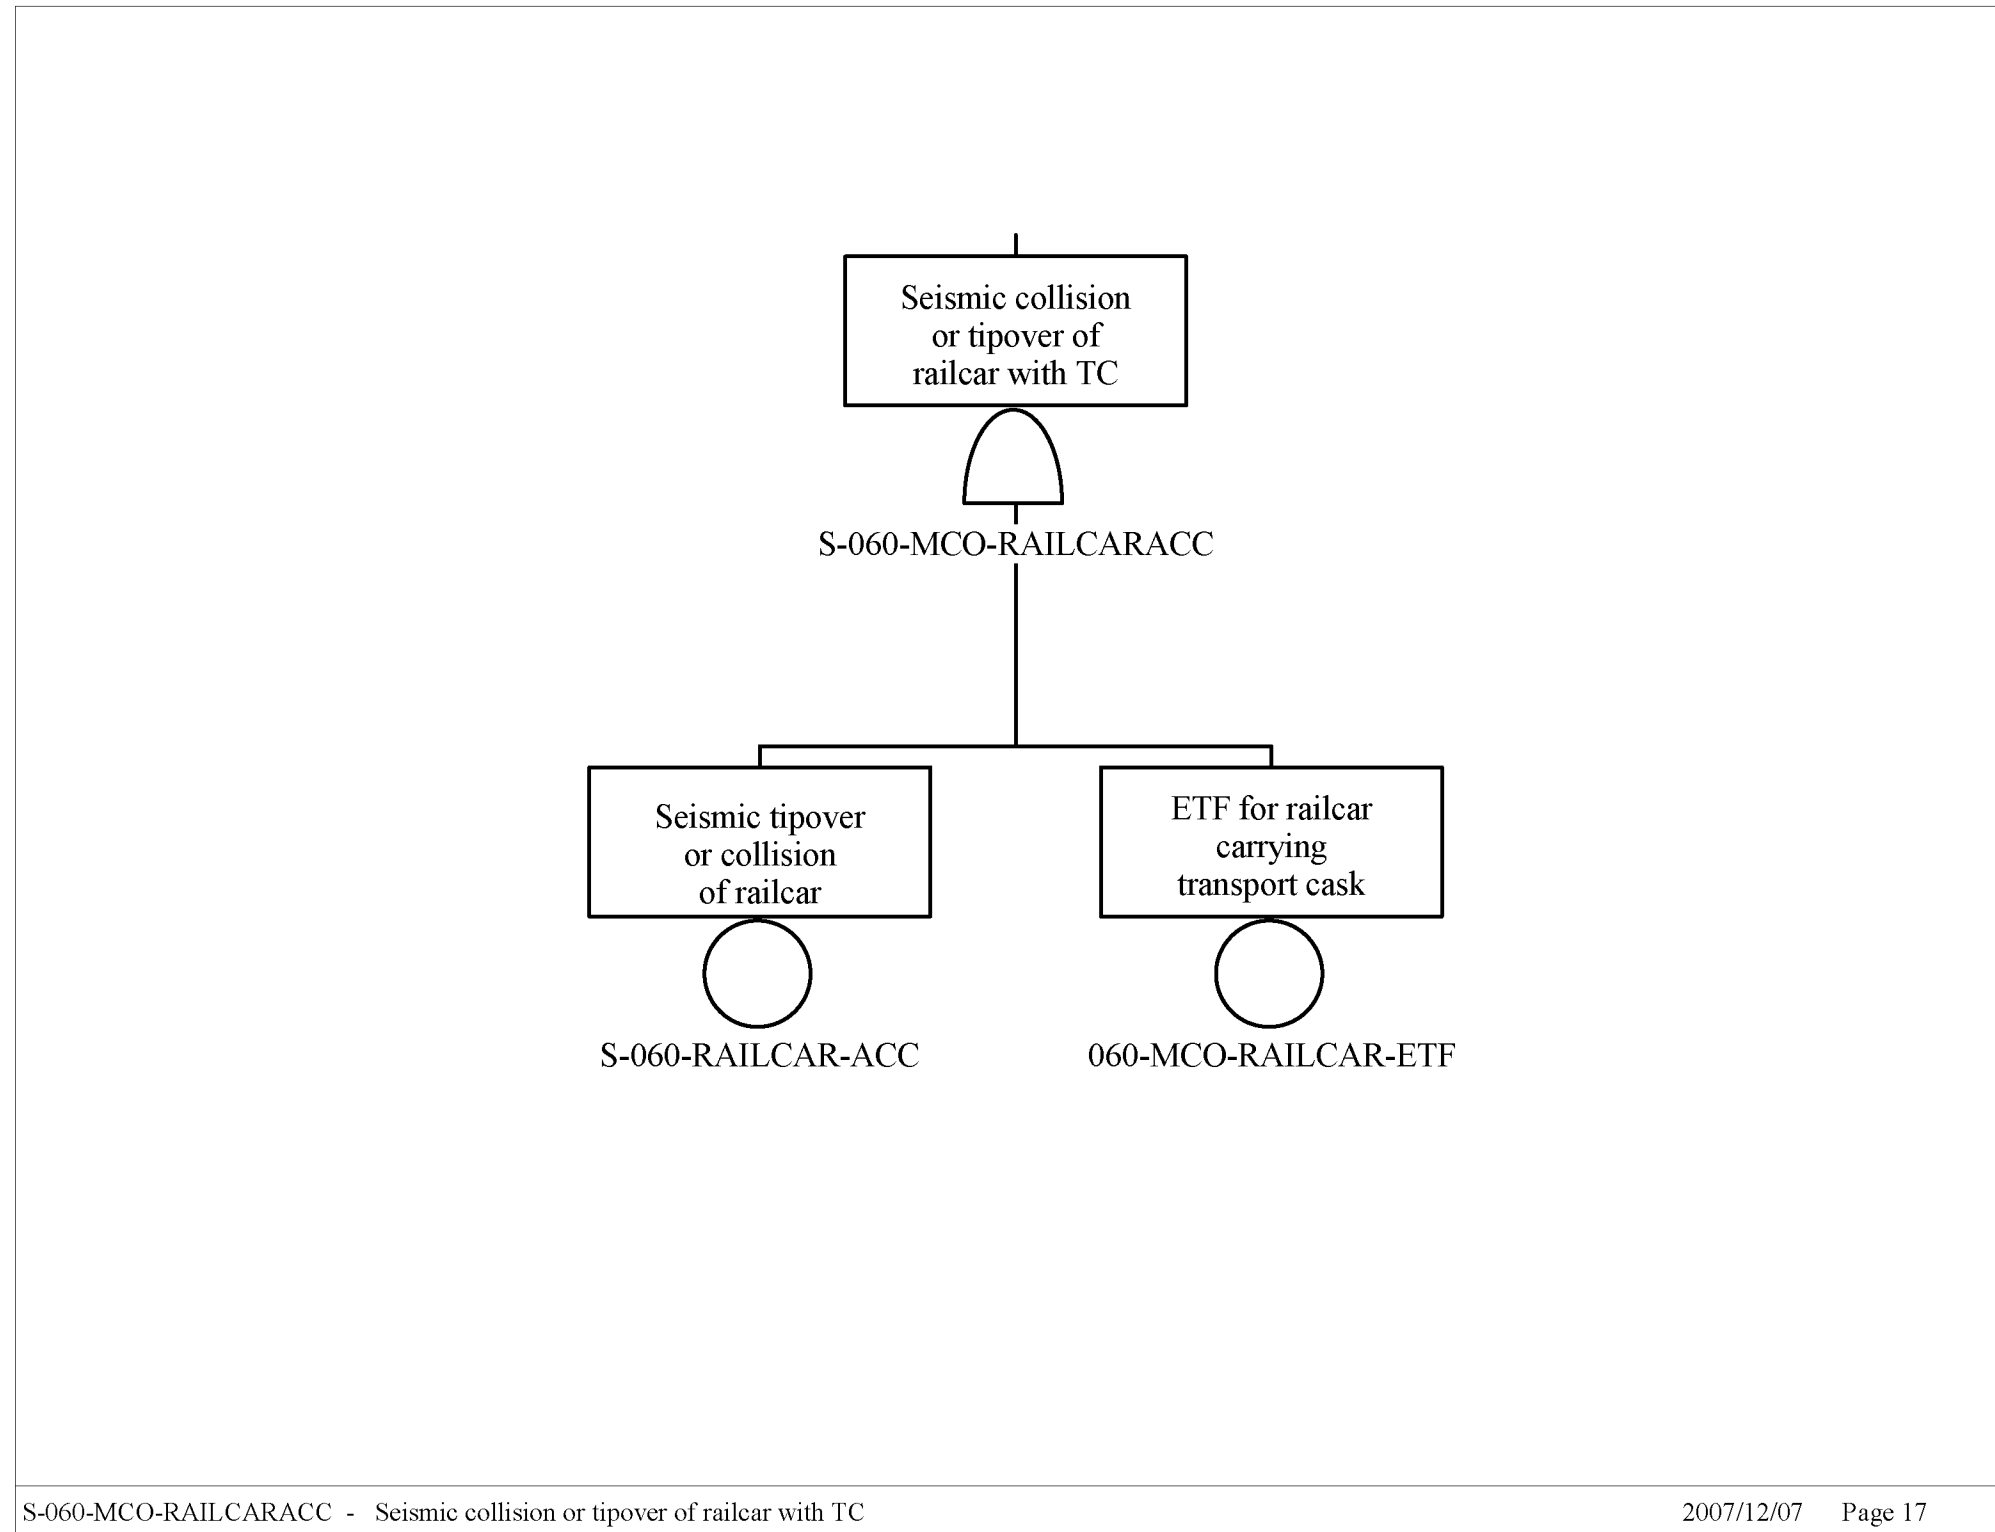 Seismic collision
or tipover of
railcar with TC
S-060-MCO-RAILCARACC
Seismic tipover
or collision
of railcar
S-060-RAILCAR-ACC
ETF for railcar
carrying
transport cask
060-MCO-RAILCAR-ETF
S-060-MCO-RAILCARACC - Seismic collision or tipover of railcar with TC
2007/12/07 Page 17